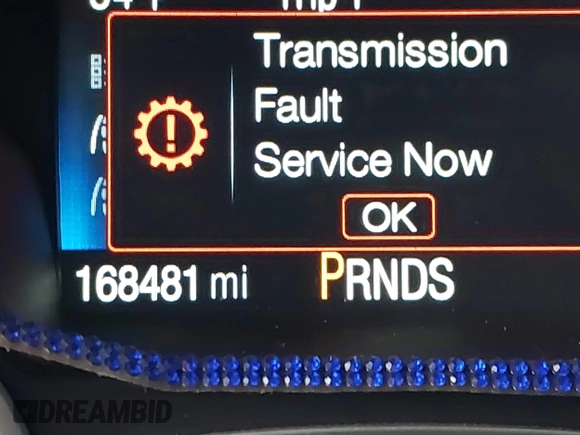 Transmission
Fault
Service Now
OK
168481 mi PRNDS
DREAMBID